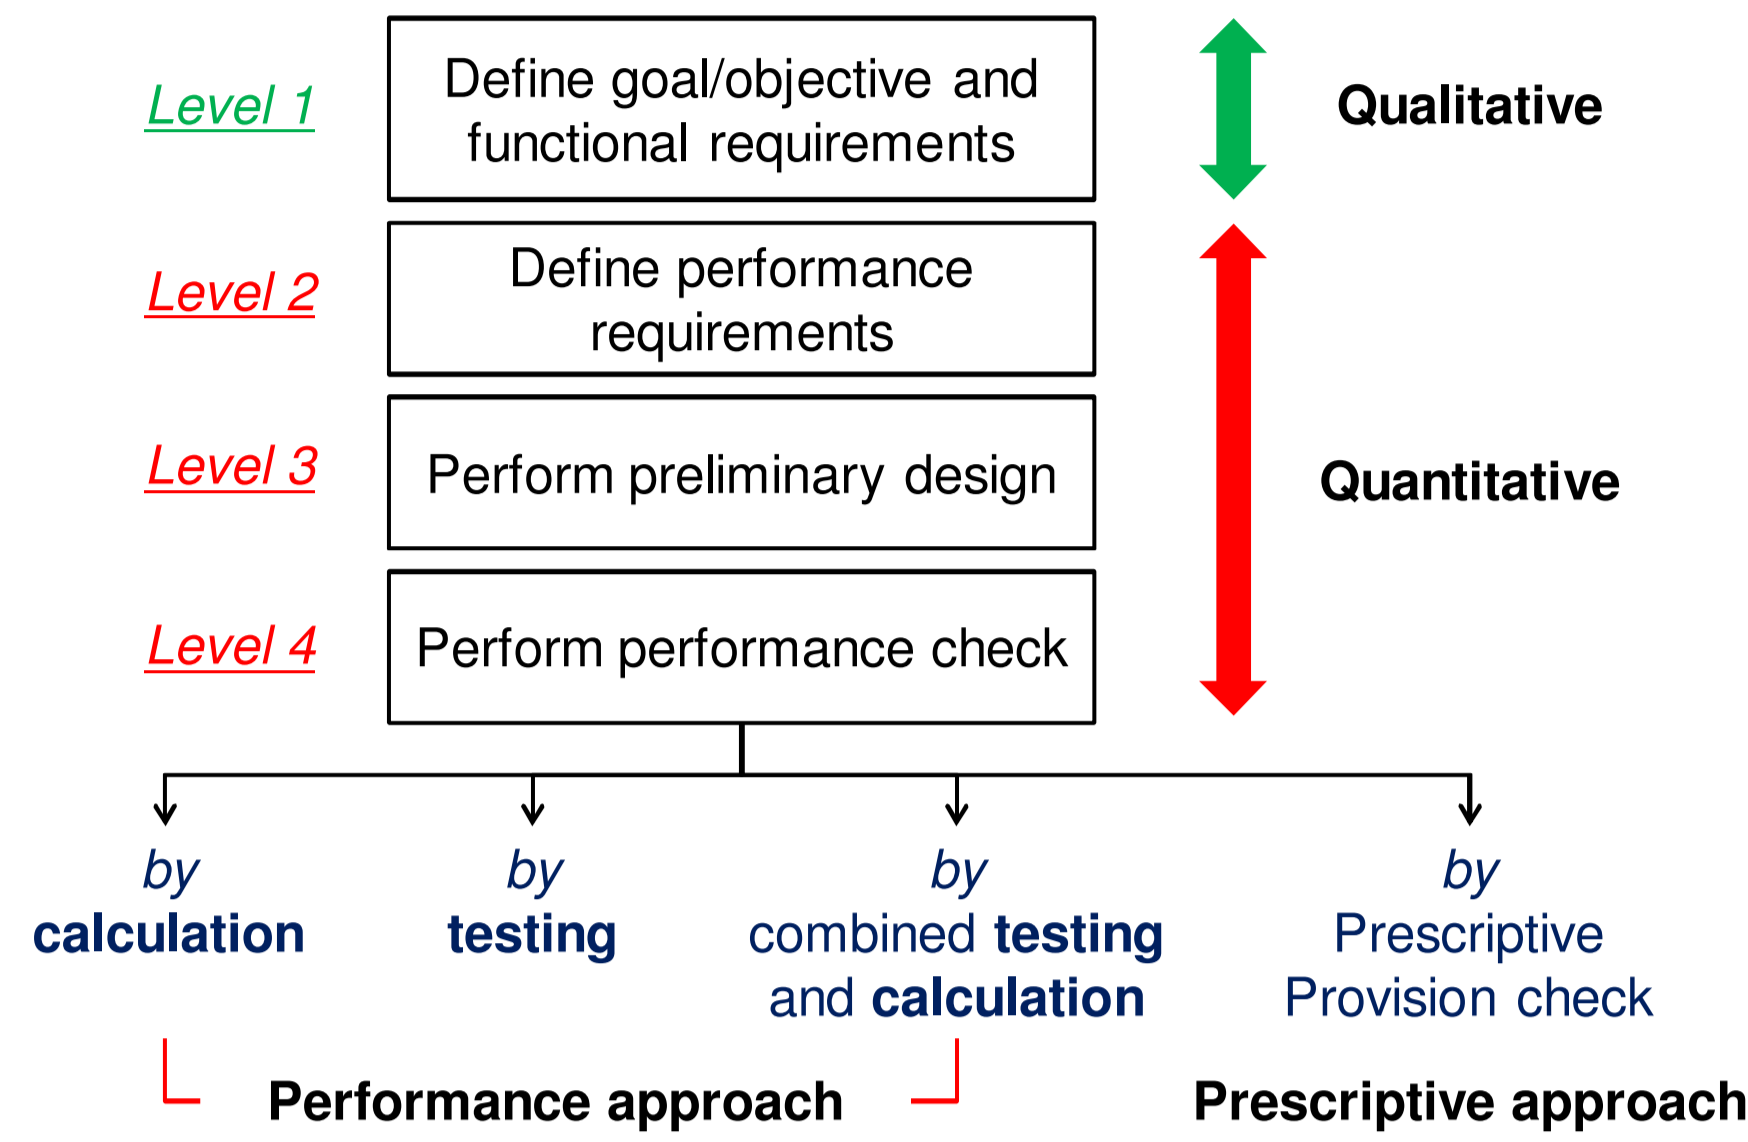 Level 1
Define goal/objective and
functional requirements
Qualitative
Level 2
Define performance
requirements
Level 3
Perform preliminary design
Quantitative
Level 4
Perform performance check
by
calculation
by
testing
by
combined testing
and calculation
by
Prescriptive
Provision check
Performance approach
Prescriptive approach